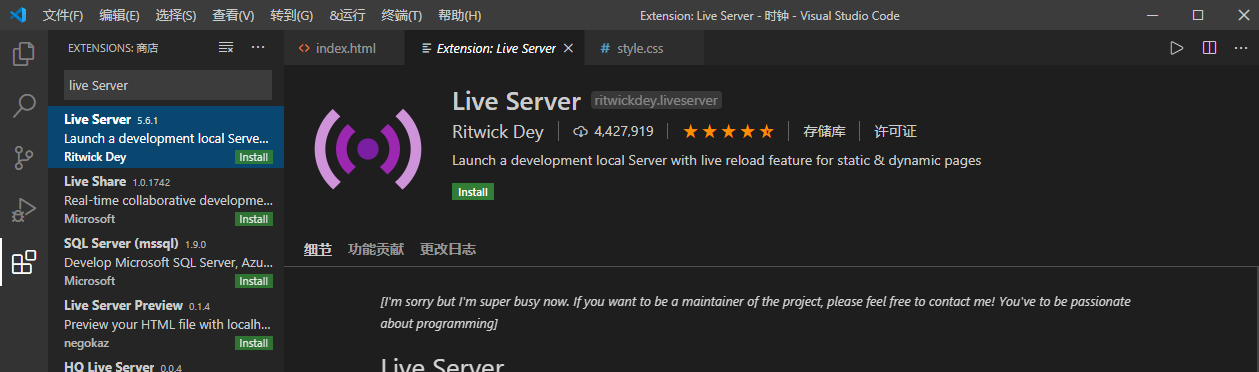 文件(F) 编辑(E) 选择(S) 查看(V) 转到(G) &运行 终端(T) 帮助(H) Extension: Live Server - 时钟 - Visual Studio Code
EXTENSIONS: 商店
index.html Extension: Live Server # style.css
live Server
Live Server 5.6.1
Launch a development local Serve...
Ritwick Dey Install
Live Share 1.0.1742
Real-time collaborative developme...
Microsoft Install
SQL Server (mssql) 1.9.0
Develop Microsoft SQL Server, Azu...
Microsoft Install
Live Server Preview 0.1.4
Preview your HTML file with localh...
negokaz Install
HQ Live Server 0.0.4
Live Server ritwickdey.liveserver
Ritwick Dey 4,427,919 存储库 许可证
Launch a development local Server with live reload feature for static & dynamic pages
Install
细节 功能贡献 更改日志
[I'm sorry but I'm super busy now. If you want to be a maintainer of the project, please feel free to contact me! You've to be passionate
about programming]
Live Server